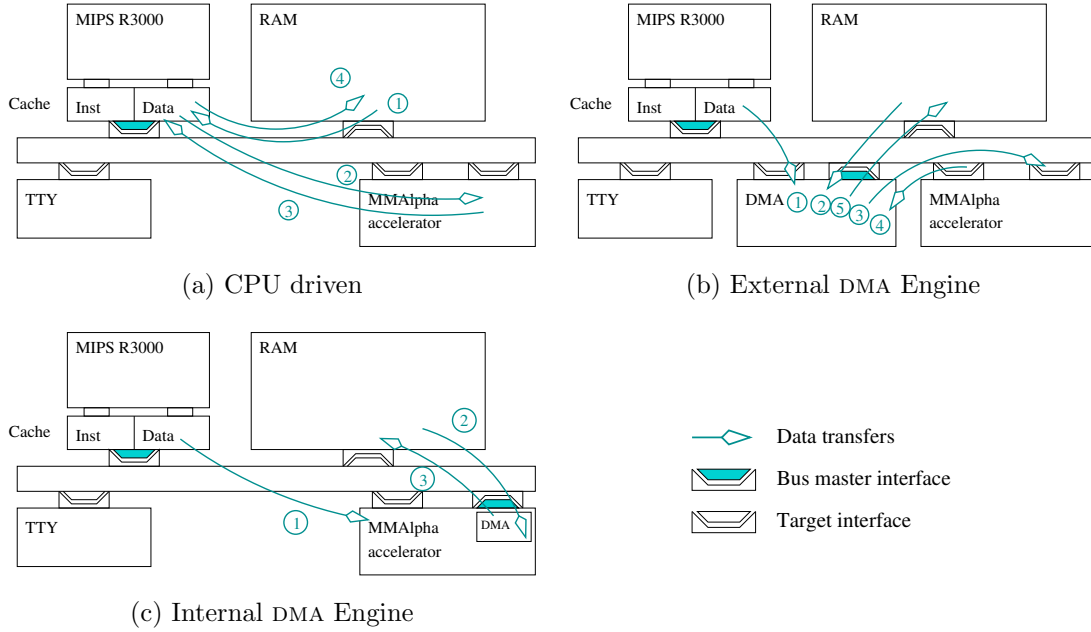 MIPS R3000
RAM
Cache
Inst
Data
4
1
2
3
TTY
MMAlpha
accelerator
(a) CPU driven
MIPS R3000
RAM
Cache
Inst
Data
TTY
DMA
1
2
5
3
4
MMAlpha
accelerator
(b) External DMA Engine
MIPS R3000
RAM
Cache
Inst
Data
2
3
1
TTY
MMAlpha
accelerator
DMA
(c) Internal DMA Engine
Data transfers
Bus master interface
Target interface